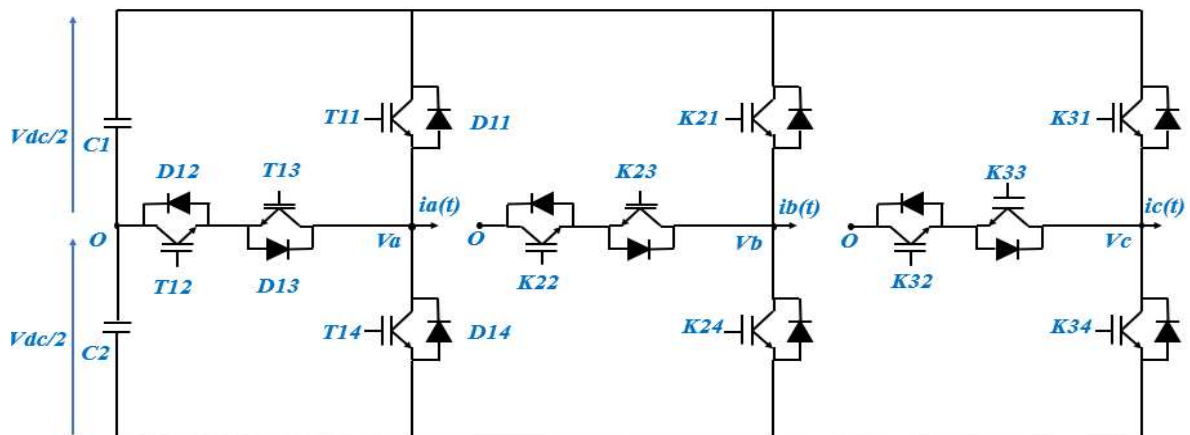 Vdc/2
C1
T11
D11
K21
K31
D12
T13
K23
K33
O
Va
ia(t)
O
Vb
ib(t)
O
Vc
ic(t)
T12
D13
K22
K32
Vdc/2
C2
T14
D14
K24
K34